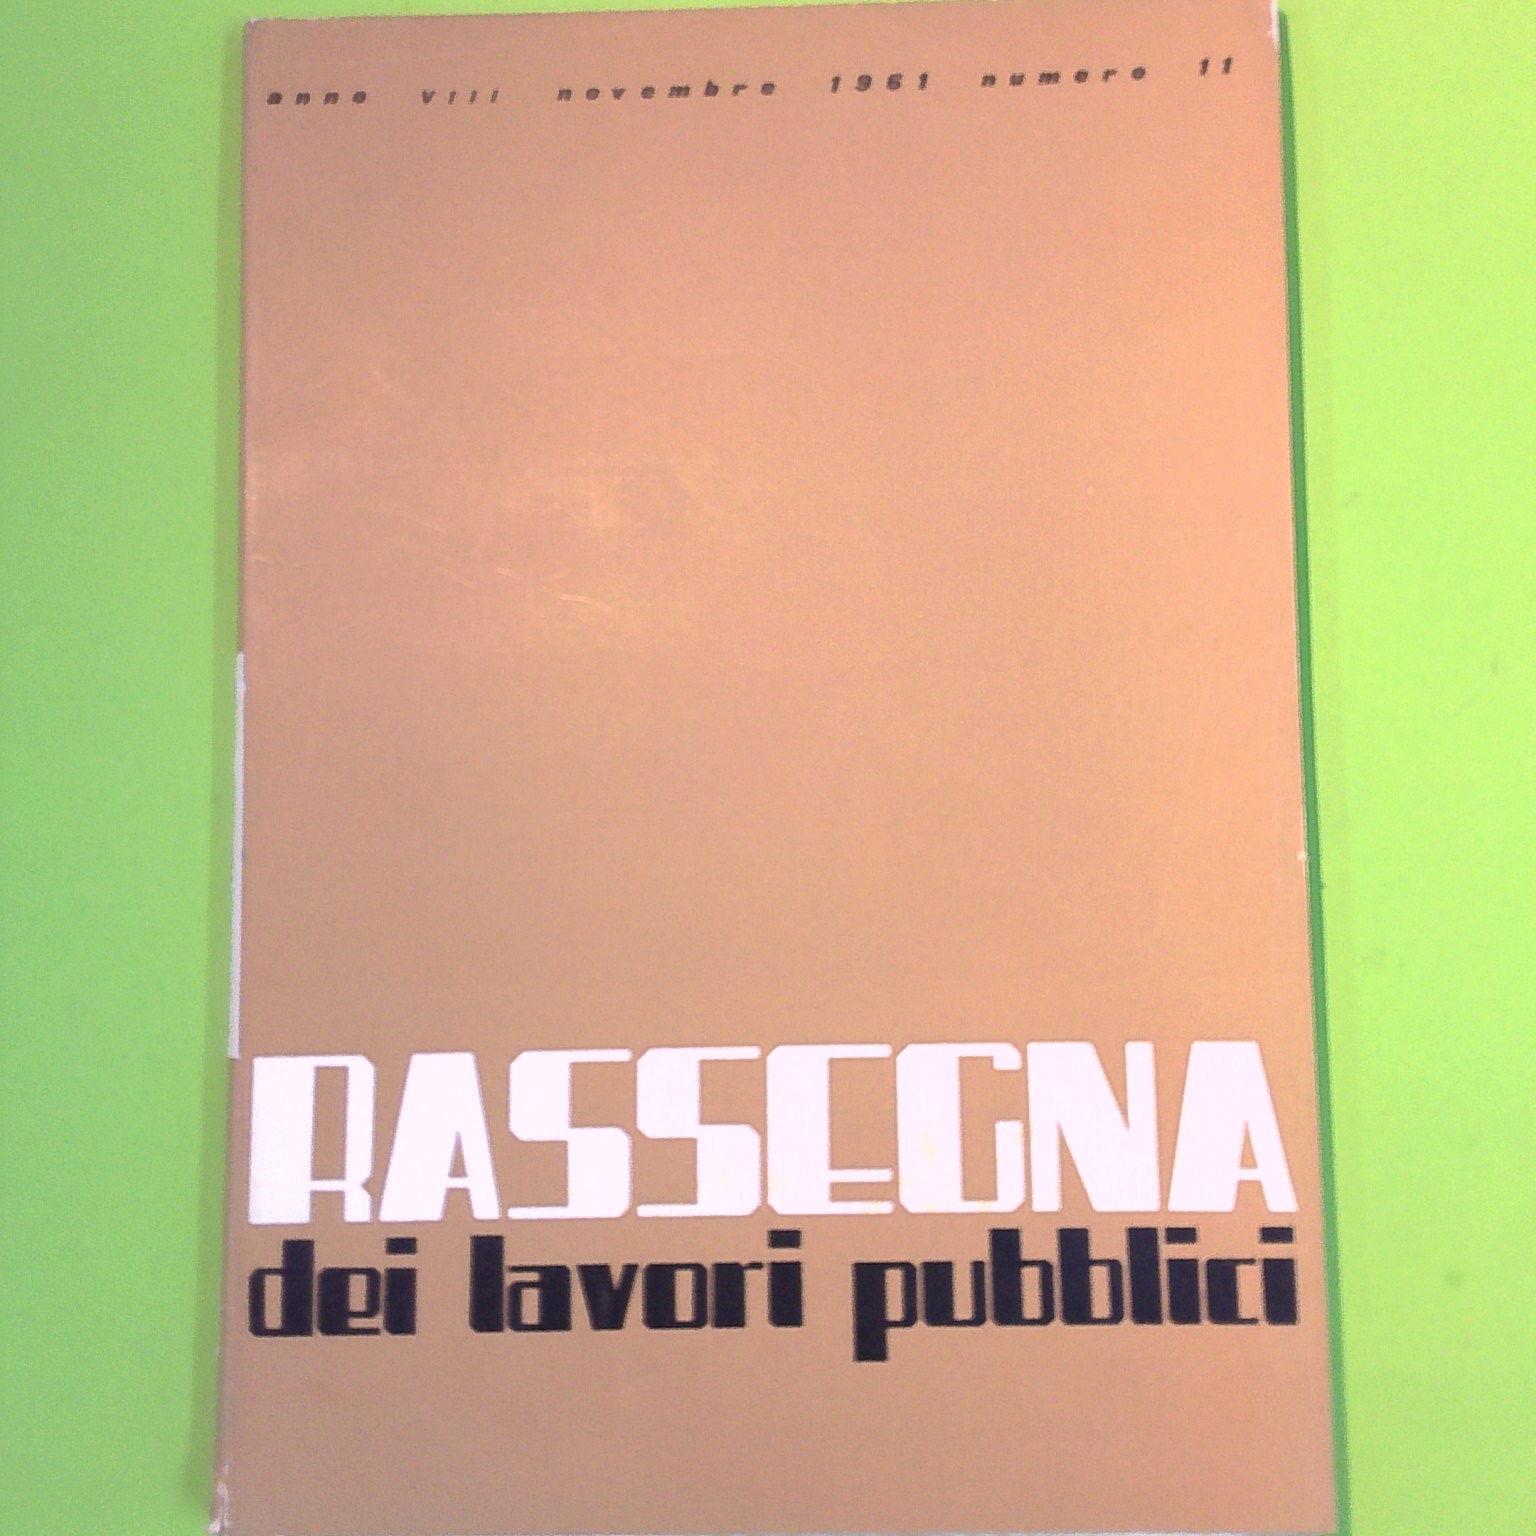 anno VIII novembre 1961 numero 11
RASSEGNA
dei lavori pubblici